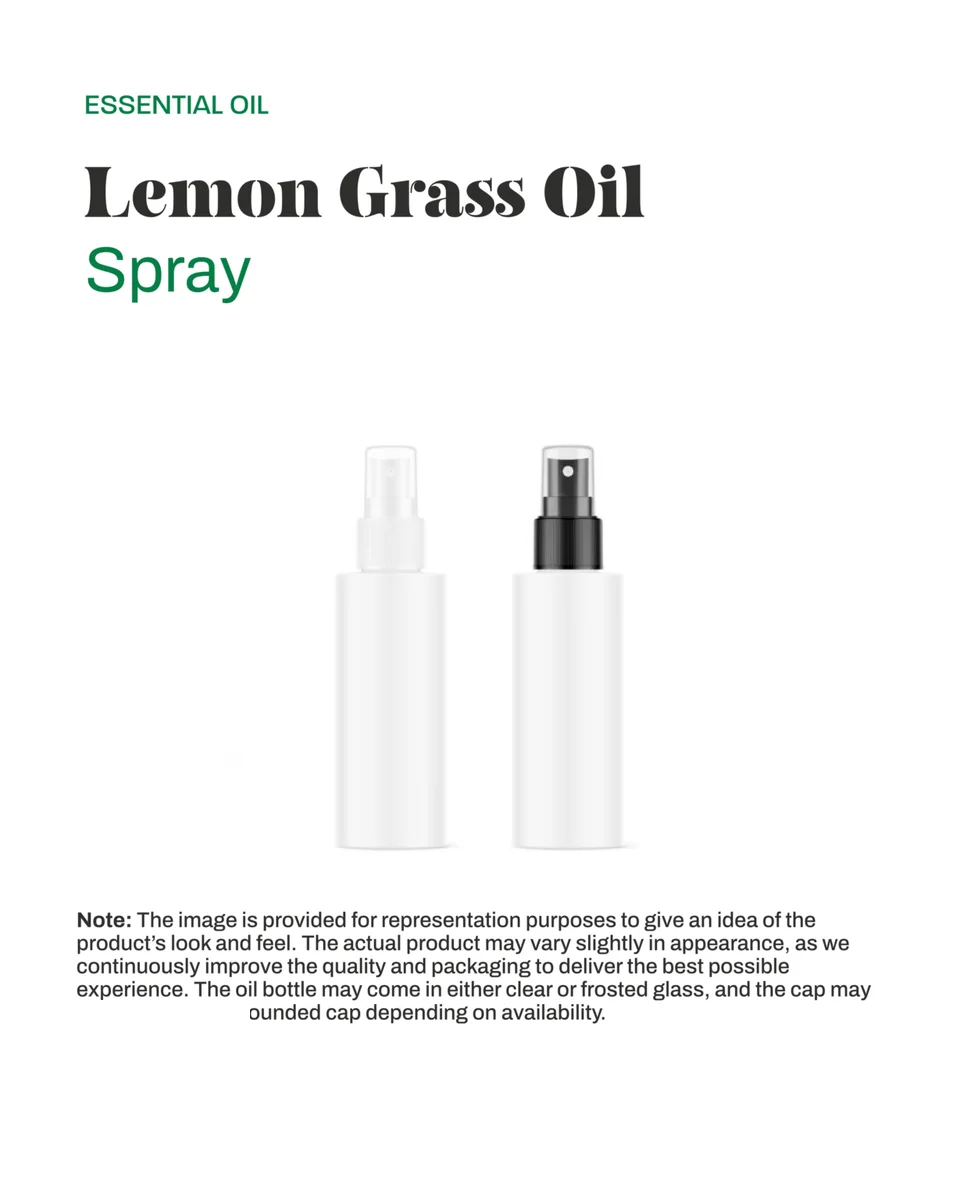 ESSENTIAL OIL
Lemon Grass Oil
Spray
Note: The image is provided for representation purposes to give an idea of the
product’s look and feel. The actual product may vary slightly in appearance, as we
continuously improve the quality and packaging to deliver the best possible
experience. The oil bottle may come in either clear or frosted glass, and the cap may
ounded cap depending on availability.